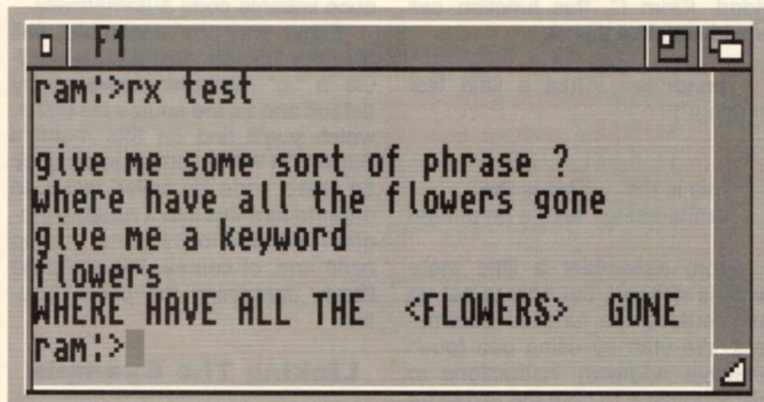 F1
ram:>rx test
give me some sort of phrase ?
where have all the flowers gone
give me a keyword
flowers
WHERE HAVE ALL THE  <FLOWERS>  GONE
ram:>